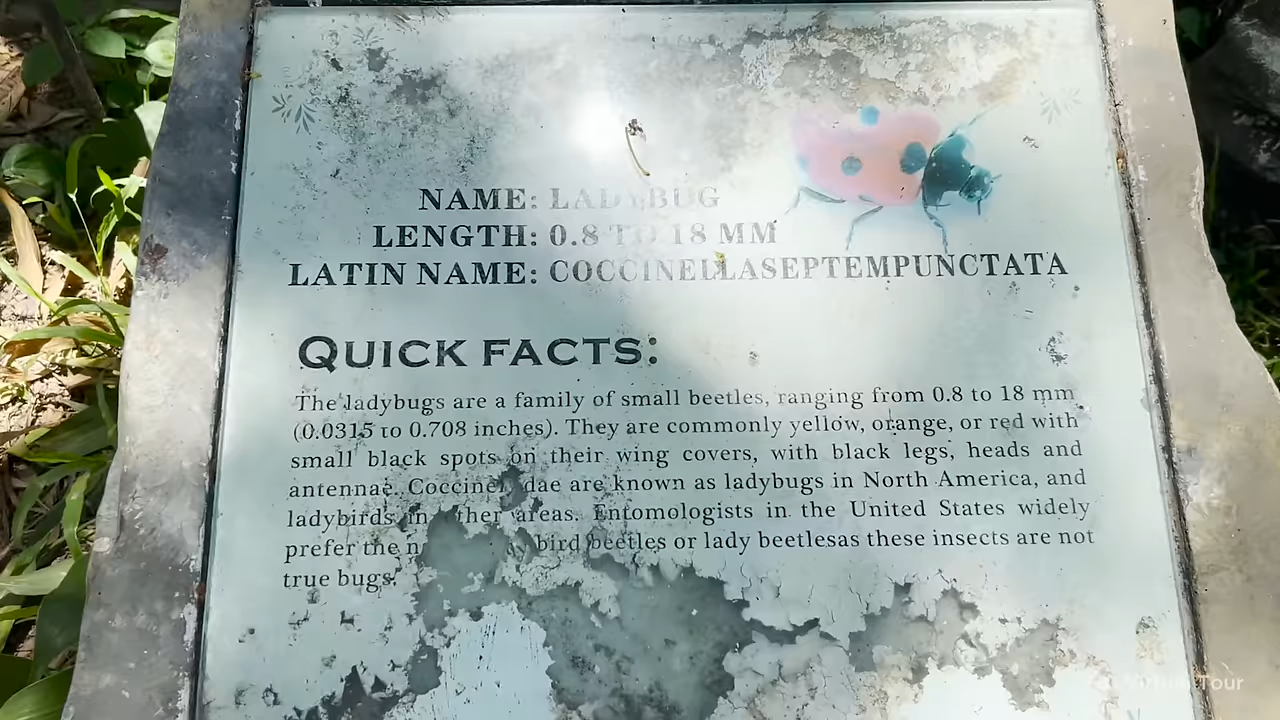 NAME: LADYBUG
LENGTH: 0.8 TO 18 MM
LATIN NAME: COCCINELLASEPTEMPUNCTATA
QUICK FACTS:
The ladybugs are a family of small beetles, ranging from 0.8 to 18 mm
(0.0315 to 0.708 inches). They are commonly yellow, orange, or red with
small black spots on their wing covers, with black legs, heads and
antennae. are known as ladybugs in North America, and
ladybirds in areas. Entomologists in the United States widely
prefer the bird beetles or lady beetlesas these insects are not
true bugs.
Tour